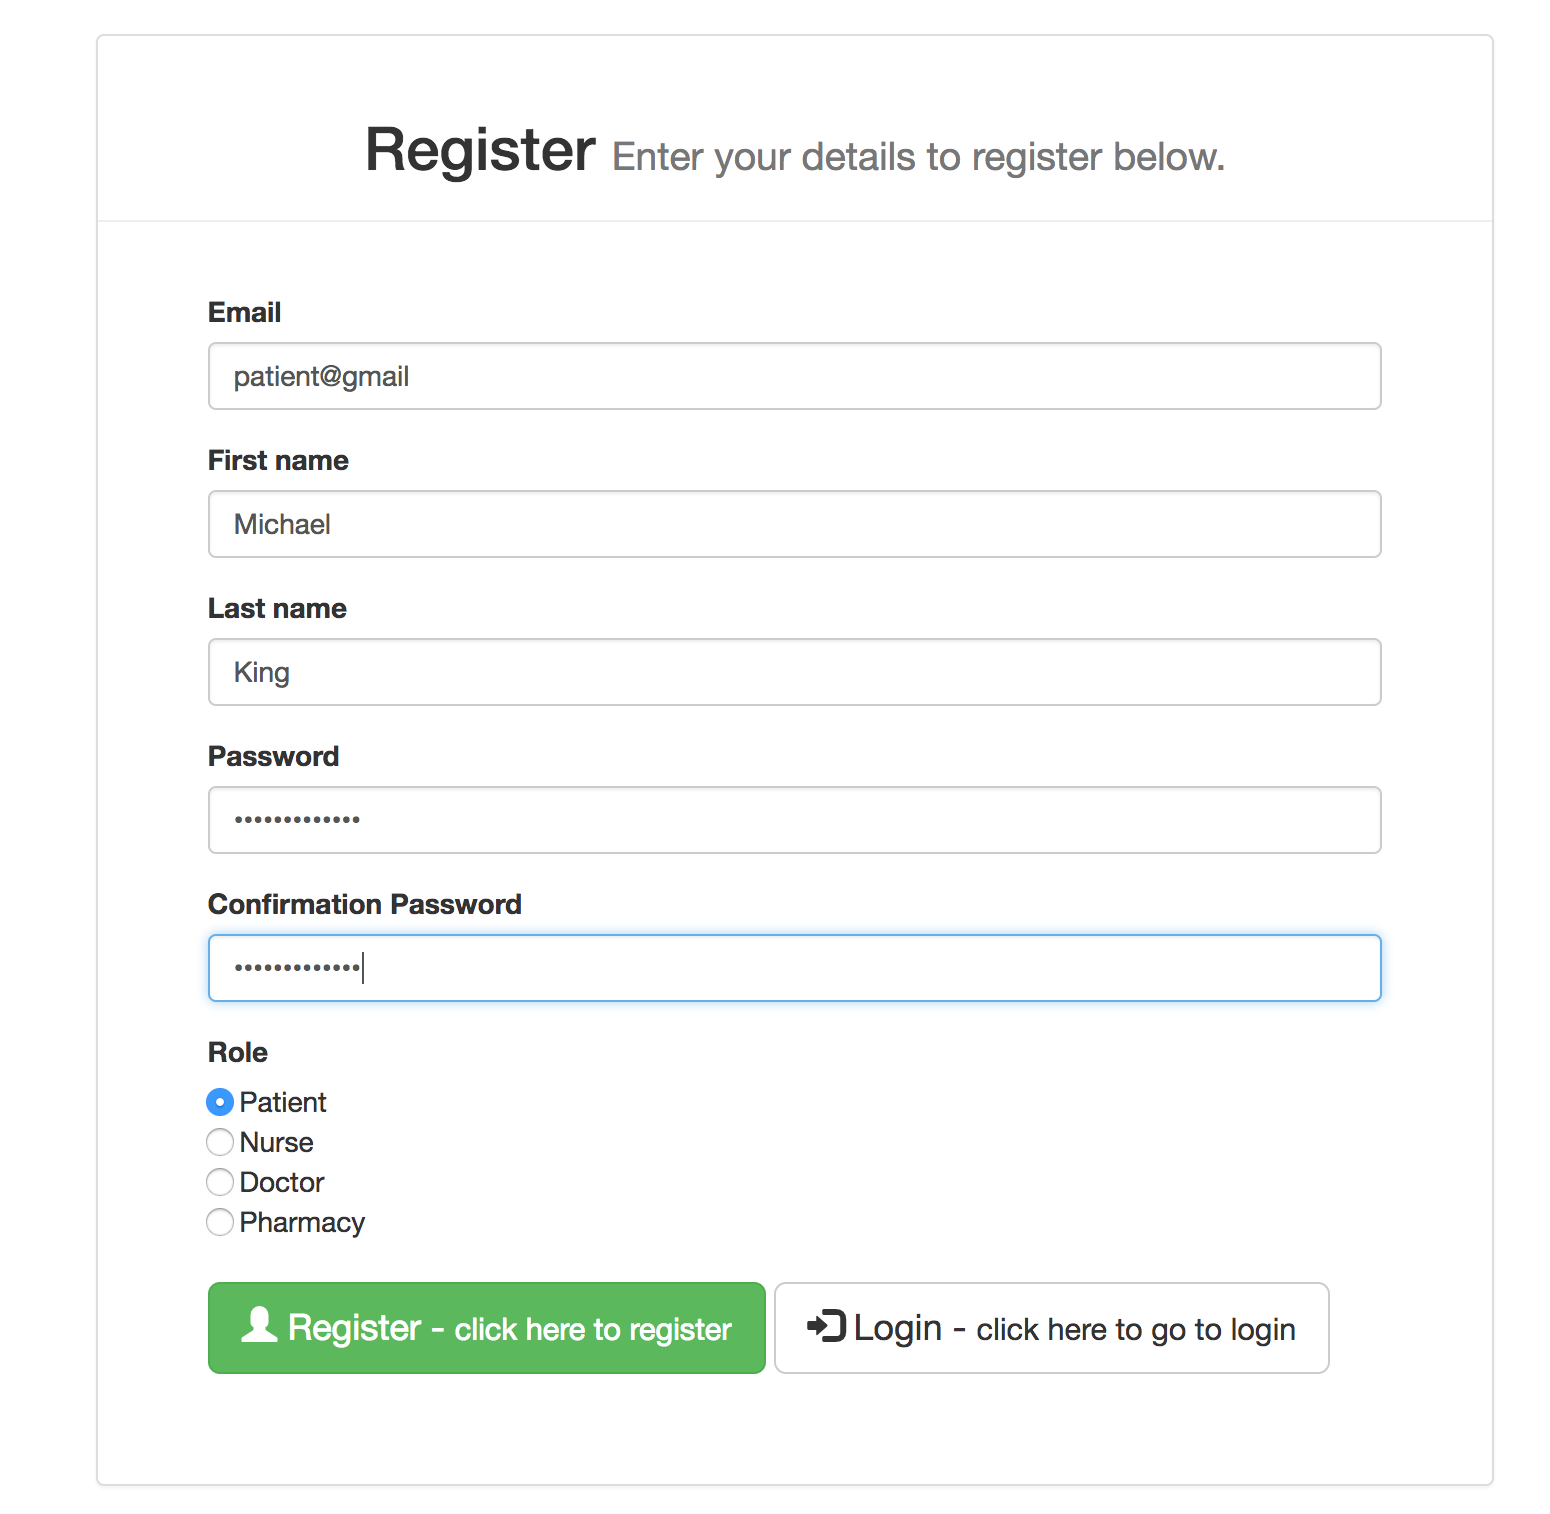 Register Enter your details to register below.
Email
patient@gmail
First name
Michael
Last name
King
Password
•••••••••••••
Confirmation Password
•••••••••••••
Role
Patient
Nurse
Doctor
Pharmacy
Register - click here to register
Login - click here to go to login